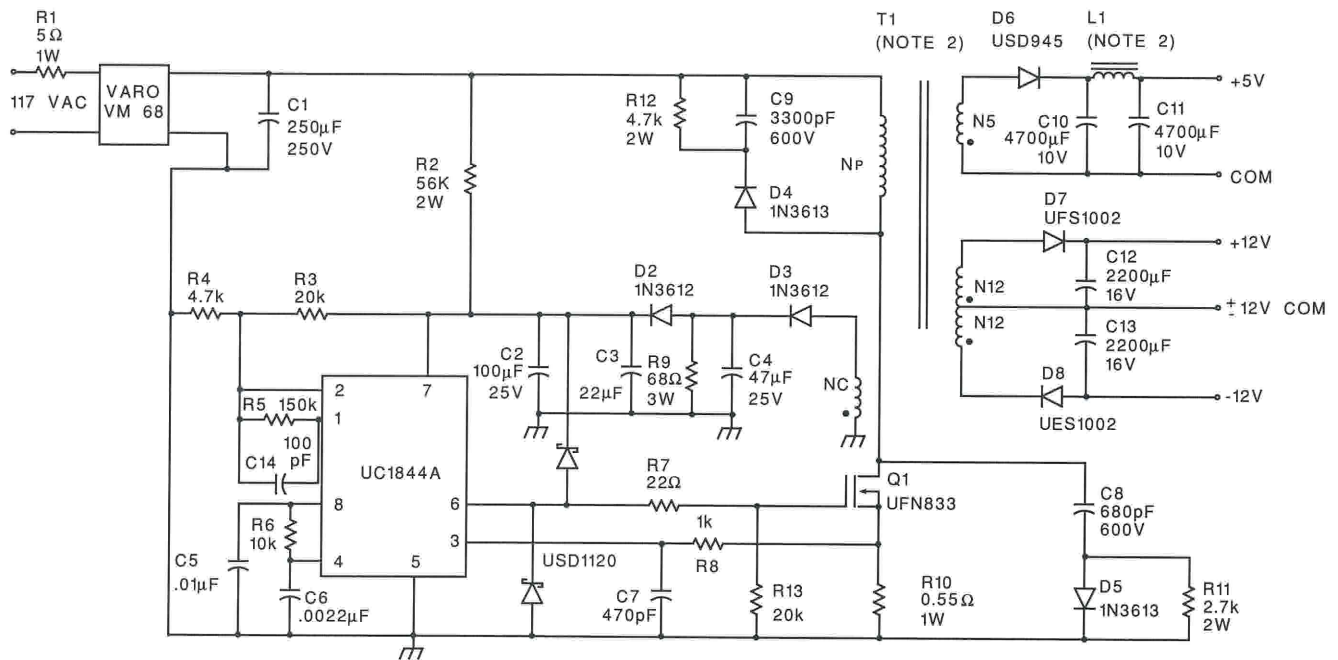 R1
5Ω
1W
117 VAC
VARO
VM 68
C1
250µF
250V
R2
56K
2W
R12
4.7k
2W
C9
3300pF
600V
D4
1N3613
NP
T1
(NOTE 2)
D6
USD945
L1
(NOTE 2)
+5V
N5
C10
4700µF
10V
C11
4700µF
10V
COM
D7
UFS1002
+12V
N12
N12
C12
2200µF
16V
± 12V COM
C13
2200µF
16V
D8
UES1002
-12V
R4
4.7k
R3
20k
D2
1N3612
D3
1N3612
C2
100µF
25V
C3
22µF
R9
68Ω
3W
C4
47µF
25V
NC
2
7
R5 150k
1
100
pF
C14
UC1844A
8
6
R6
10k
3
C5
.01µF
4
5
C6
.0022µF
USD1120
R7
22Ω
Q1
UFN833
1k
R8
C7
470pF
R13
20k
R10
0.55Ω
1W
C8
680pF
600V
D5
1N3613
R11
2.7k
2W